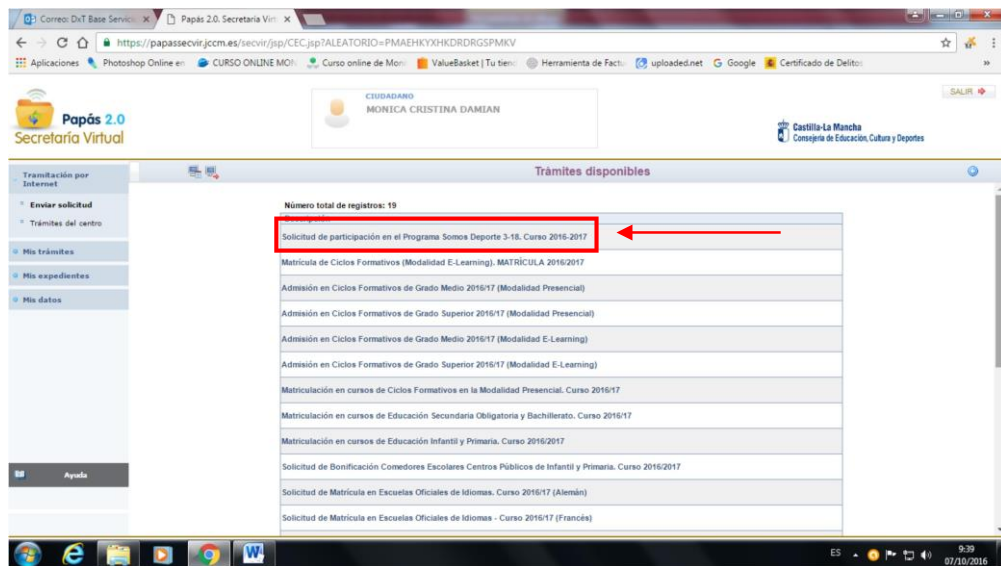 Correo: DxT Base Servici
Papás 2.0. Secretaría Virt
https://papassecvir.jccm.es/secvir/jsp/CEC.jsp?ALEATORIO=PMAEHKYXHKDRDRGSPMKV
Aplicaciones Photoshop Online en CURSO ONLINE MON Curso online de Mon ValueBasket | Tu tien Herramienta de Factu uploaded.net G Google Certificado de Delitos »
SALIR
CIUDADANO
MONICA CRISTINA DAMIAN
Papás 2.0
Secretaría Virtual
Castilla-La Mancha
Consejería de Educación, Cultura y Deportes
Tramitación por
Internet
Trámites disponibles
Enviar solicitud
Trámites del centro
Mis trámites
Mis expedientes
Mis datos
Ayuda
Número total de registros: 19
Descripción
Solicitud de participación en el Programa Somos Deporte 3-18. Curso 2016-2017
Matrícula de Ciclos Formativos (Modalidad E-Learning). MATRÍCULA 2016/2017
Admisión en Ciclos Formativos de Grado Medio 2016/17 (Modalidad Presencial)
Admisión en Ciclos Formativos de Grado Superior 2016/17 (Modalidad Presencial)
Admisión en Ciclos Formativos de Grado Medio 2016/17 (Modalidad E-Learning)
Admisión en Ciclos Formativos de Grado Superior 2016/17 (Modalidad E-Learning)
Matriculación en cursos de Ciclos Formativos en la Modalidad Presencial. Curso 2016/17
Matriculación en cursos de Educación Secundaria Obligatoria y Bachillerato. Curso 2016/17
Matriculación en cursos de Educación Infantil y Primaria. Curso 2016/2017
Solicitud de Bonificación Comedores Escolares Centros Públicos de Infantil y Primaria. Curso 2016/2017
Solicitud de Matrícula en Escuelas Oficiales de Idiomas. Curso 2016/17 (Alemán)
Solicitud de Matrícula en Escuelas Oficiales de Idiomas - Curso 2016/17 (Francés)
ES
9:39
07/10/2016